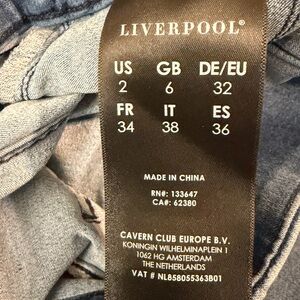 LIVERPOOL®
US GB DE/EU
2 6 32
FR IT ES
34 38 36
MADE IN CHINA
RN#: 133647
CA#: 62380
CAVERN CLUB EUROPE B.V.
KONINGIN WILHELMINAPLEIN 1
1062 HG AMSTERDAM
THE NETHERLANDS
VAT # NL858055363B01